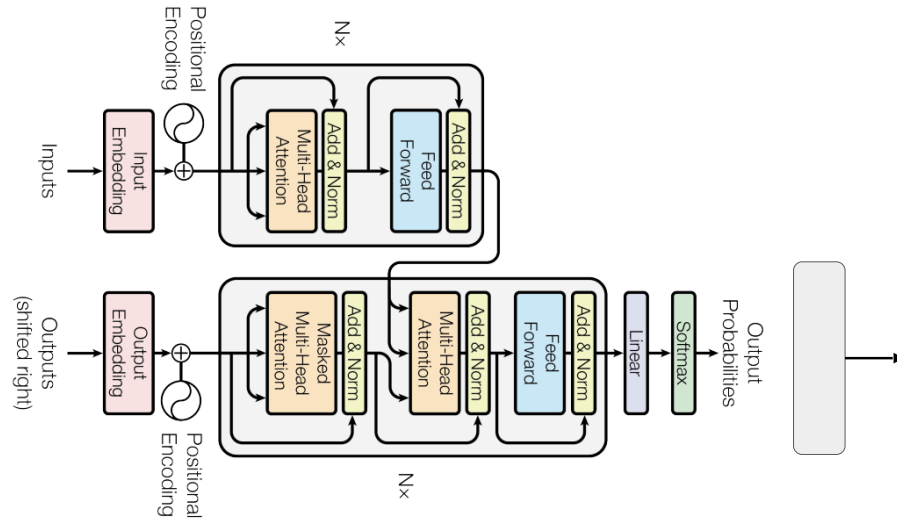 Inputs
Input
Embedding
Positional
Encoding
Nx
Multi-Head
Attention
Add & Norm
Feed
Forward
Add & Norm
Outputs
(shifted right)
Output
Embedding
Positional
Encoding
Masked
Multi-Head
Attention
Add & Norm
Multi-Head
Attention
Add & Norm
Feed
Forward
Add & Norm
Nx
Linear
Softmax
Output
Probabilities